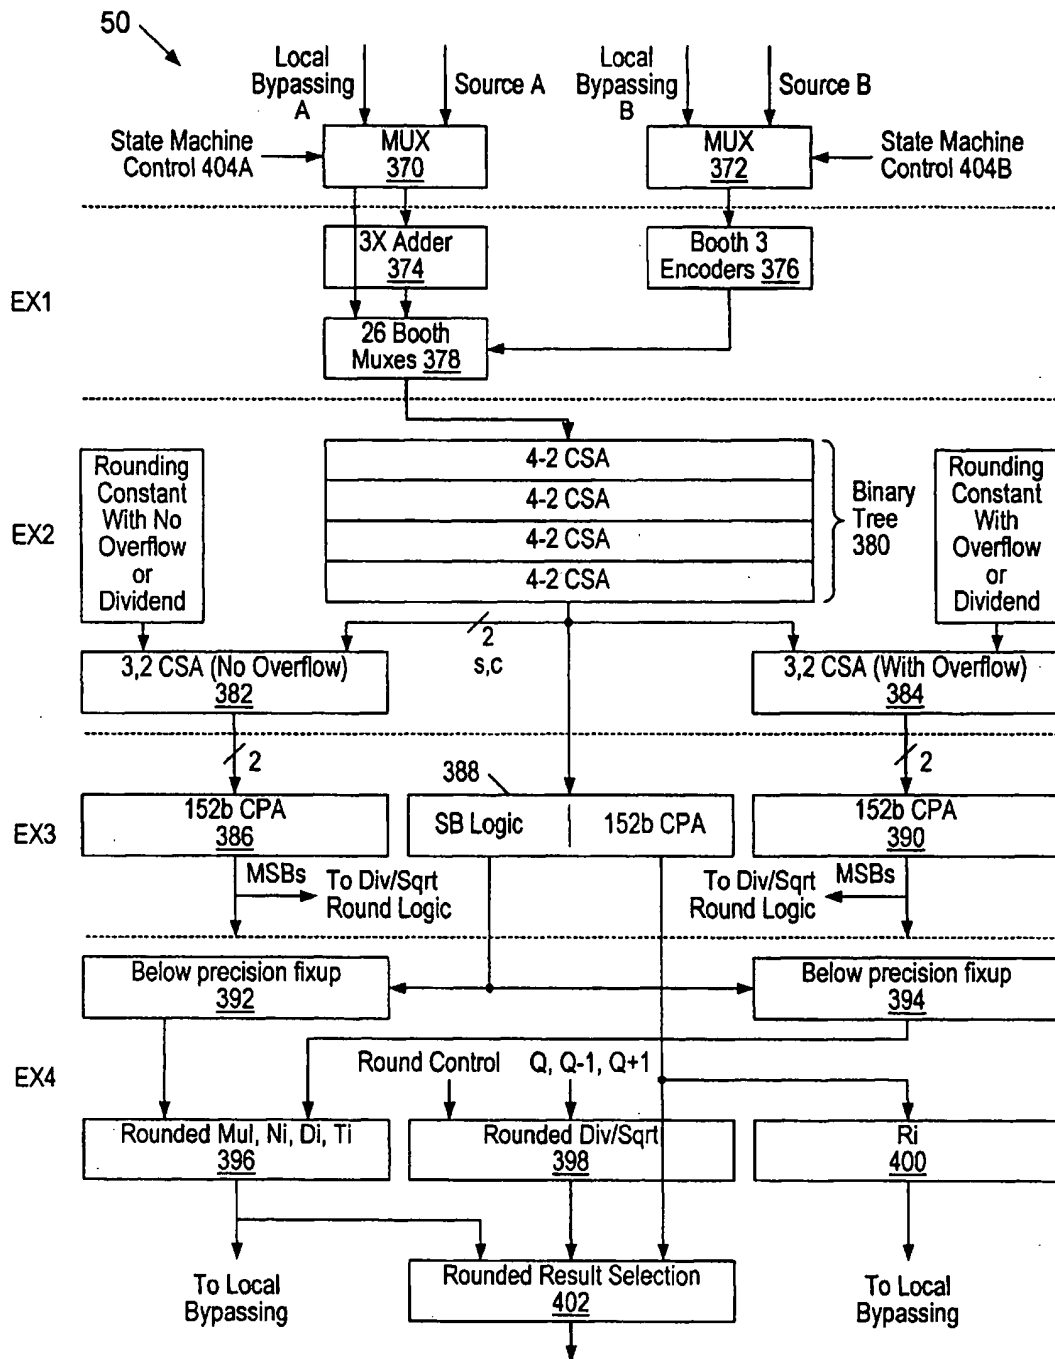 50
Local
Bypassing
A
Source A
Local
Bypassing
B
Source B
State Machine
Control 404A
MUX
370
MUX
372
State Machine
Control 404B
EX1
3X Adder
374
Booth 3
Encoders 376
26 Booth
Muxes 378
EX2
Rounding
Constant
With No
Overflow
or
Dividend
4-2 CSA
4-2 CSA
4-2 CSA
4-2 CSA
Binary
Tree
380
Rounding
Constant
With
Overflow
or
Dividend
2
s,c
3,2 CSA (No Overflow)
382
3,2 CSA (With Overflow)
384
2
2
388
EX3
152b CPA
386
SB Logic
152b CPA
152b CPA
390
MSBs
To Div/Sqrt
Round Logic
MSBs
To Div/Sqrt
Round Logic
EX4
Below precision fixup
392
Below precision fixup
394
Round Control
Q, Q-1, Q+1
Rounded Mul, Ni, Di, Ti
396
Rounded Div/Sqrt
398
Ri
400
To Local
Bypassing
Rounded Result Selection
402
To Local
Bypassing